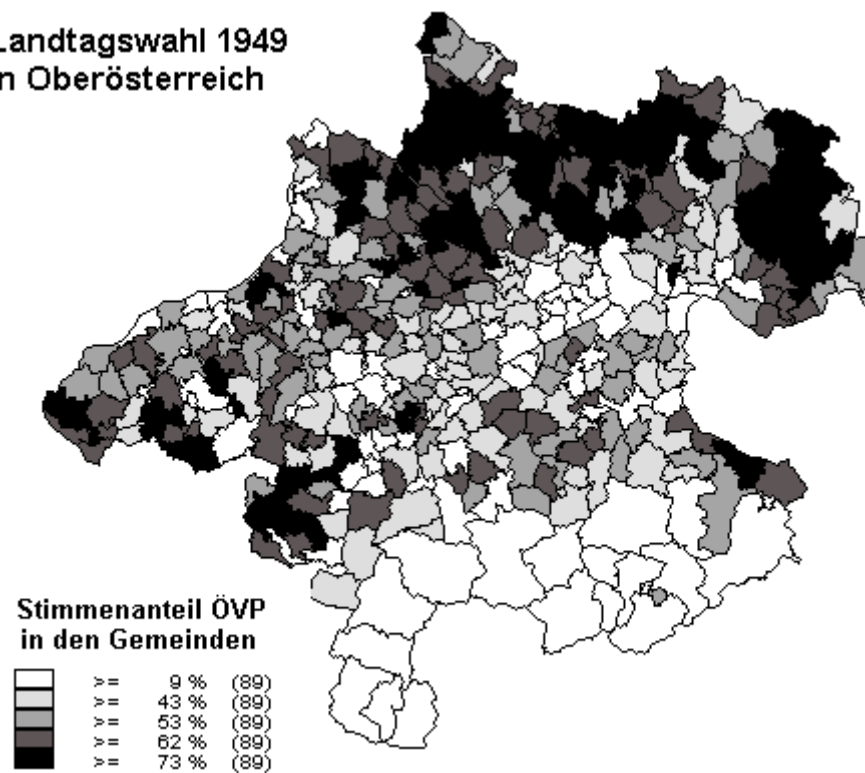 Landtagswahl 1949
n Oberösterreich
Stimmenanteil ÖVP
in den Gemeinden
>= 9 % (89)
>= 43 % (89)
>= 53 % (89)
>= 62 % (89)
>= 73 % (89)